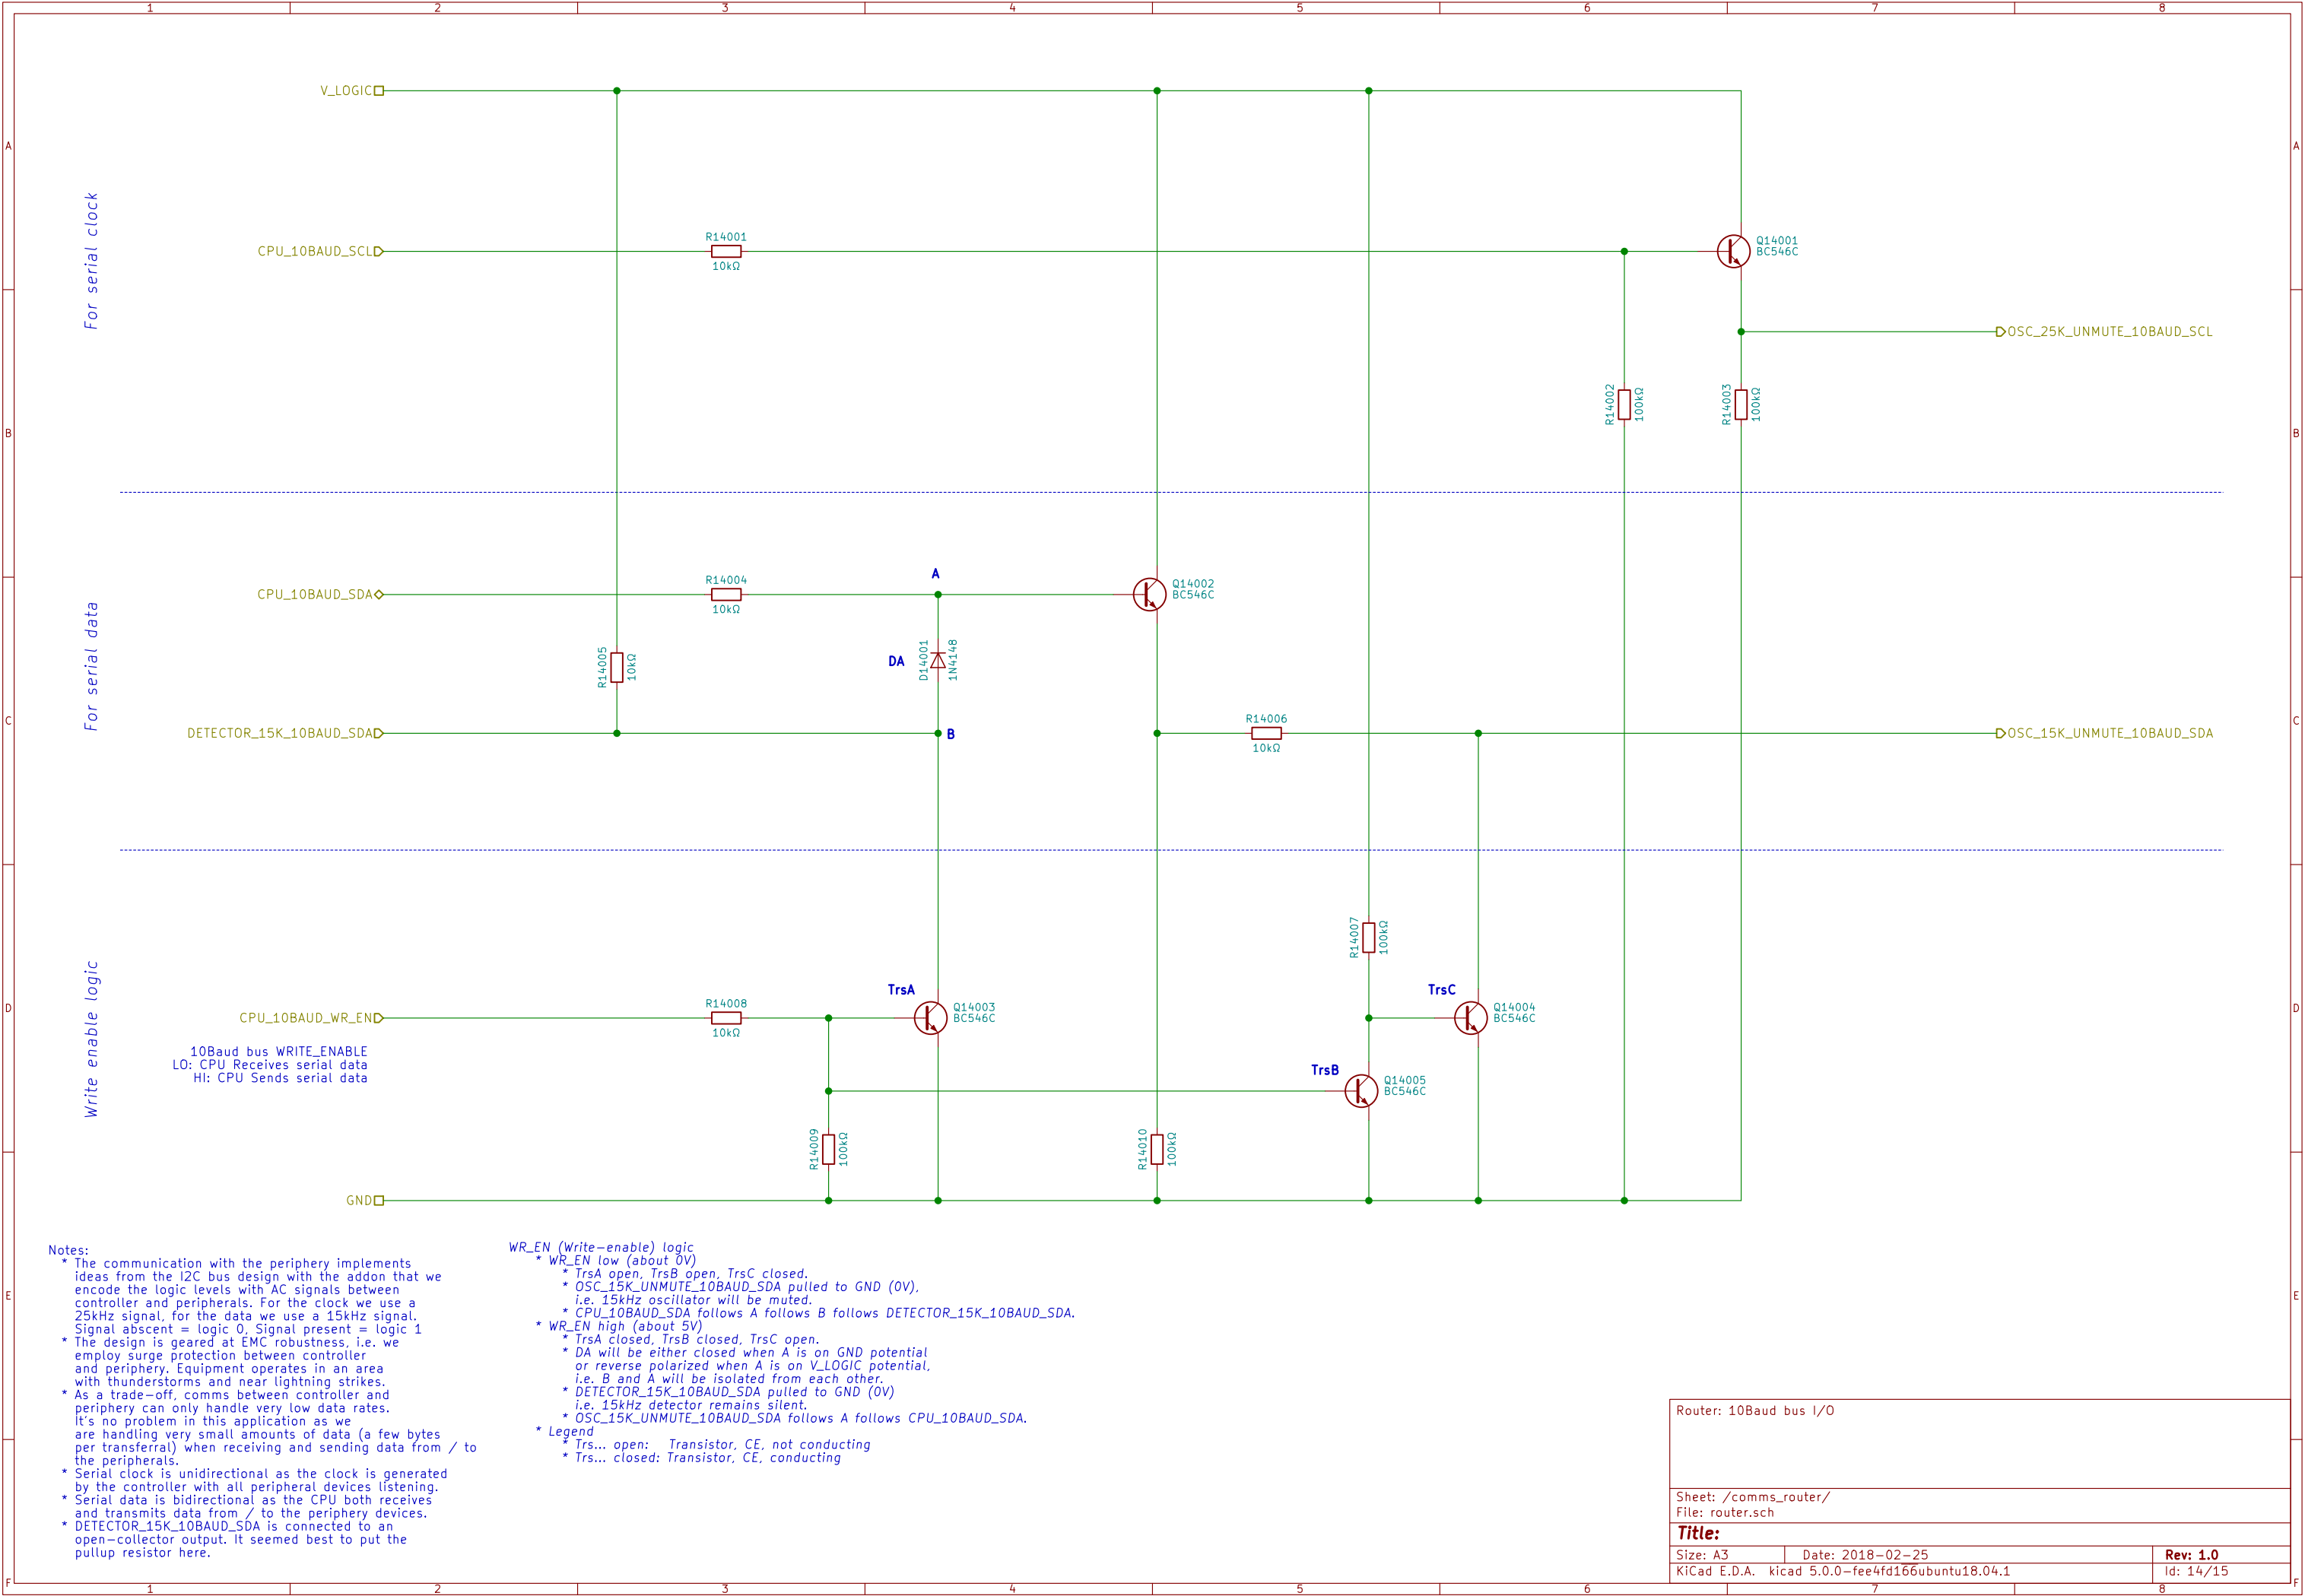 1 2 3 4 5 6 7 8
V_LOGIC
A A
For serial clock
R14001
CPU_10BAUD_SCL
10kΩ
Q14001
BC546C
OSC_25K_UNMUTE_10BAUD_SCL
R14002
100kΩ
R14003
100kΩ
B B
For serial data
A
R14004
CPU_10BAUD_SDA
10kΩ
Q14002
BC546C
R14005
10kΩ
DA
D14001
1N4148
C C
R14006
DETECTOR_15K_10BAUD_SDA
B
10kΩ
OSC_15K_UNMUTE_10BAUD_SDA
Write enable logic
R14007
100kΩ
TrsA
TrsC
R14008
CPU_10BAUD_WR_EN
10kΩ
Q14003
BC546C
Q14004
BC546C
D D
10Baud bus WRITE_ENABLE
LO: CPU Receives serial data
HI: CPU Sends serial data
TrsB
Q14005
BC546C
R14009
100kΩ
R14010
100kΩ
GND
E E
Notes:
* The communication with the periphery implements
ideas from the I2C bus design with the addon that we
encode the logic levels with AC signals between
controller and peripherals. For the clock we use a
25kHz signal, for the data we use a 15kHz signal.
Signal abscent = logic 0, Signal present = logic 1
* The design is geared at EMC robustness, i.e. we
employ surge protection between controller
and periphery. Equipment operates in an area
with thunderstorms and near lightning strikes.
* As a trade-off, comms between controller and
periphery can only handle very low data rates.
It's no problem in this application as we
are handling very small amounts of data (a few bytes
per transferral) when receiving and sending data from / to
the peripherals.
* Serial clock is unidirectional as the clock is generated
by the controller with all peripheral devices listening.
* Serial data is bidirectional as the CPU both receives
and transmits data from / to the periphery devices.
* DETECTOR_15K_10BAUD_SDA is connected to an
open-collector output. It seemed best to put the
pullup resistor here.
WR_EN (Write-enable) logic
* WR_EN low (about 0V)
* TrsA open, TrsB open, TrsC closed.
* OSC_15K_UNMUTE_10BAUD_SDA pulled to GND (0V),
i.e. 15kHz oscillator will be muted.
* CPU_10BAUD_SDA follows A follows B follows DETECTOR_15K_10BAUD_SDA.
* WR_EN high (about 5V)
* TrsA closed, TrsB closed, TrsC open.
* DA will be either closed when A is on GND potential
or reverse polarized when A is on V_LOGIC potential,
i.e. B and A will be isolated from each other.
* DETECTOR_15K_10BAUD_SDA pulled to GND (0V)
i.e. 15kHz detector remains silent.
* OSC_15K_UNMUTE_10BAUD_SDA follows A follows CPU_10BAUD_SDA.
* Legend
* Trs... open: Transistor, CE, not conducting
* Trs... closed: Transistor, CE, conducting
Router: 10Baud bus I/O
Sheet: /comms_router/
File: router.sch
Title:
Size: A3 Date: 2018-02-25 Rev: 1.0
KiCad E.D.A. kicad 5.0.0-fee4fd166ubuntu18.04.1 Id: 14/15
F F
1 2 3 4 5 6 7 8